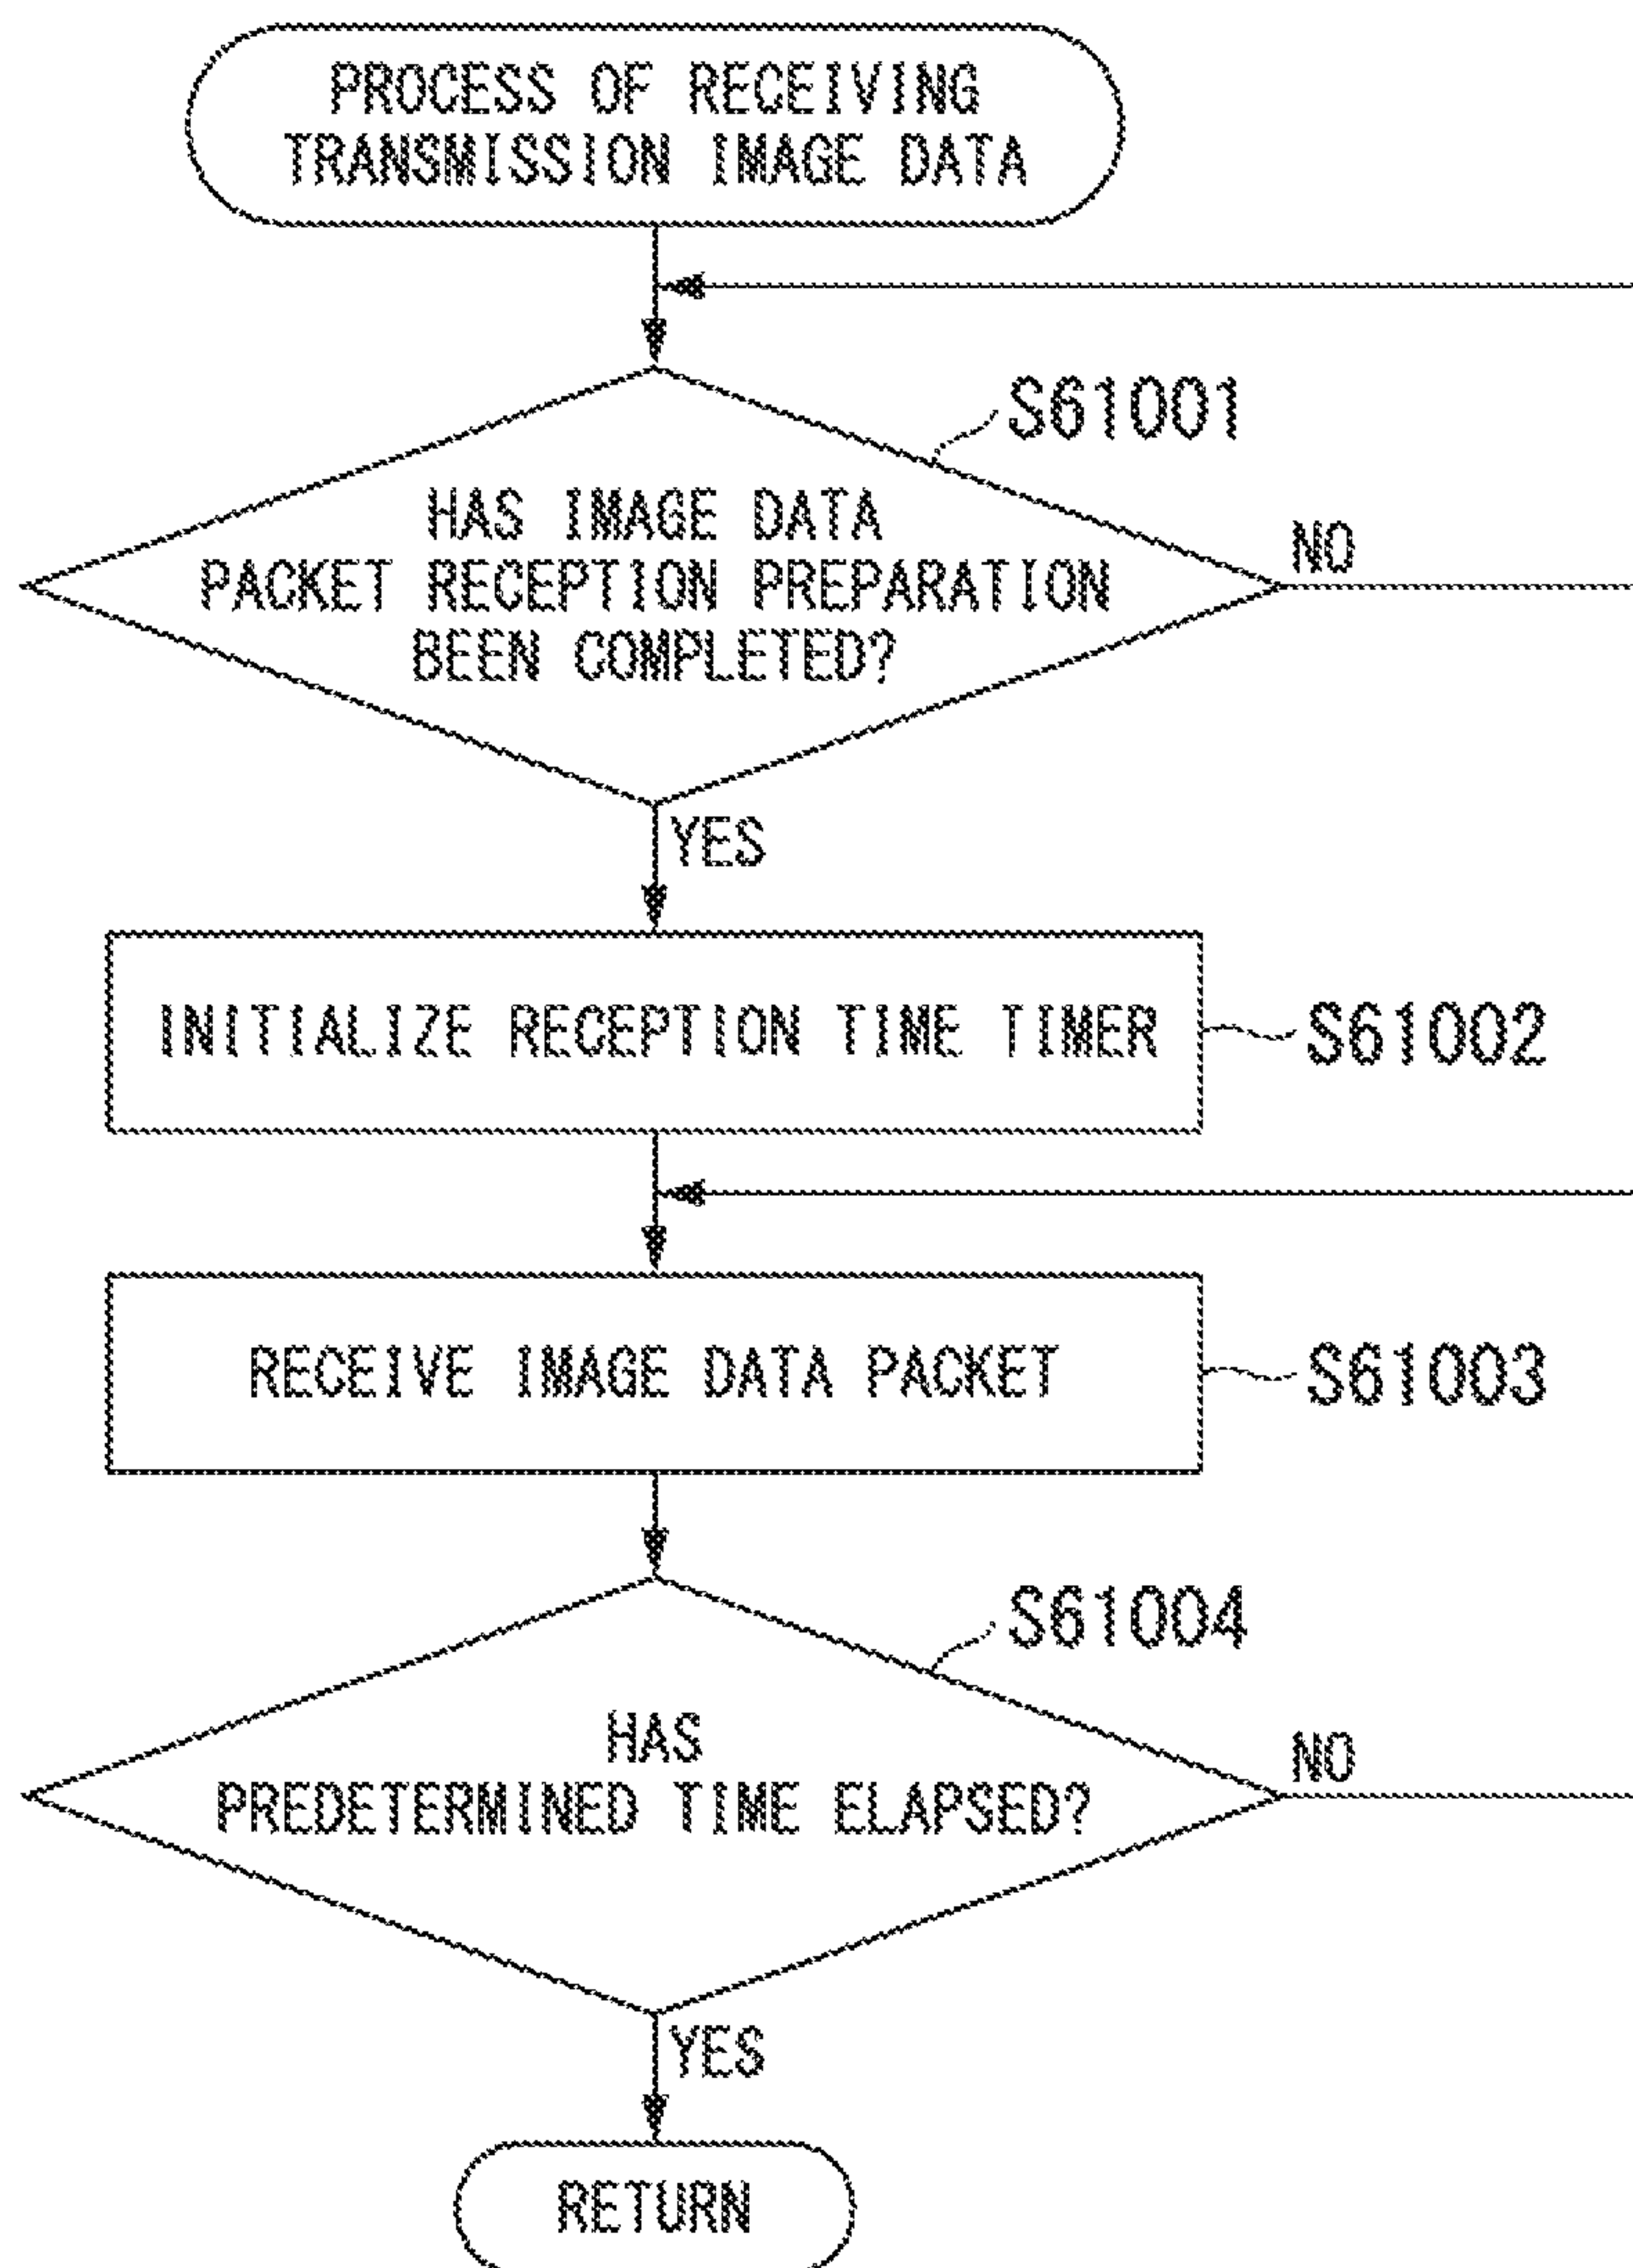 PROCESS OF RECEIVING
TRANSMISSION IMAGE DATA
S61001
HAS IMAGE DATA
PACKET RECEPTION PREPARATION
BEEN COMPLETED?
NO
YES
INITIALIZE RECEPTION TIME TIMER
S61002
RECEIVE IMAGE DATA PACKET
S61003
S61004
HAS
PREDETERMINED TIME ELAPSED?
NO
YES
RETURN